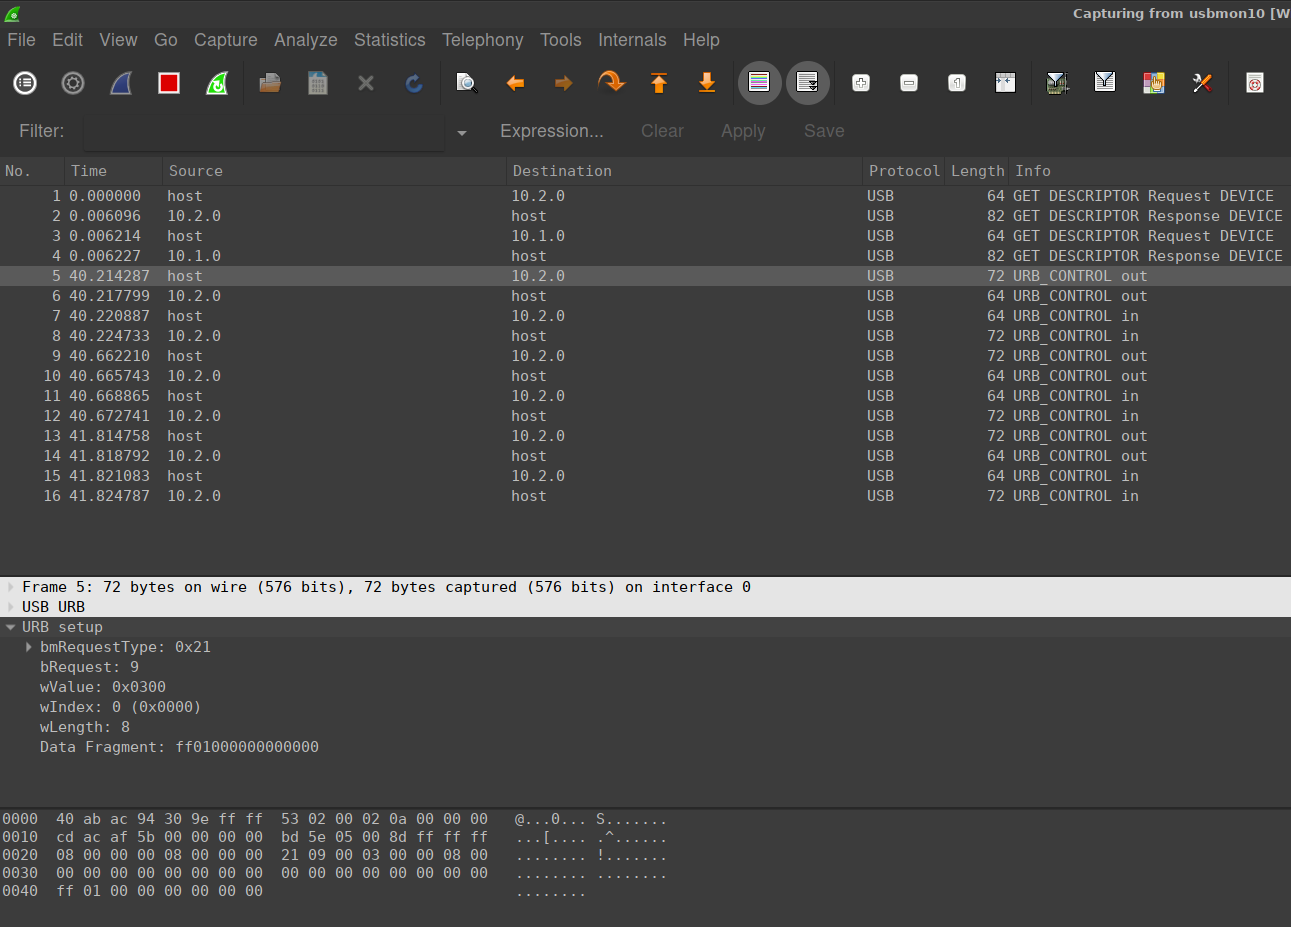 Capturing from usbmon10 [W
File Edit View Go Capture Analyze Statistics Telephony Tools Internals Help
Filter: Expression... Clear Apply Save
No. Time Source Destination Protocol Length Info
1 0.000000 host 10.2.0 USB 64 GET DESCRIPTOR Request DEVICE
2 0.006096 10.2.0 host USB 82 GET DESCRIPTOR Response DEVICE
3 0.006214 host 10.1.0 USB 64 GET DESCRIPTOR Request DEVICE
4 0.006227 10.1.0 host USB 82 GET DESCRIPTOR Response DEVICE
5 40.214287 host 10.2.0 USB 72 URB_CONTROL out
6 40.217799 10.2.0 host USB 64 URB_CONTROL out
7 40.220887 host 10.2.0 USB 64 URB_CONTROL in
8 40.224733 10.2.0 host USB 72 URB_CONTROL in
9 40.662210 host 10.2.0 USB 72 URB_CONTROL out
10 40.665743 10.2.0 host USB 64 URB_CONTROL out
11 40.668865 host 10.2.0 USB 64 URB_CONTROL in
12 40.672741 10.2.0 host USB 72 URB_CONTROL in
13 41.814758 host 10.2.0 USB 72 URB_CONTROL out
14 41.818792 10.2.0 host USB 64 URB_CONTROL out
15 41.821083 host 10.2.0 USB 64 URB_CONTROL in
16 41.824787 10.2.0 host USB 72 URB_CONTROL in
Frame 5: 72 bytes on wire (576 bits), 72 bytes captured (576 bits) on interface 0
USB URB
URB setup
bmRequestType: 0x21
bRequest: 9
wValue: 0x0300
wIndex: 0 (0x0000)
wLength: 8
Data Fragment: ff01000000000000
0000 40 ab ac 94 30 9e ff ff 53 02 00 02 0a 00 00 00 @...0... S.......
0010 cd ac af 5b 00 00 00 00 bd 5e 05 00 8d ff ff ff ...[.... .^......
0020 08 00 00 00 08 00 00 00 21 09 00 03 00 00 08 00 ........ !.......
0030 00 00 00 00 00 00 00 00 00 00 00 00 00 00 00 00 ........ ........
0040 ff 01 00 00 00 00 00 00 ........